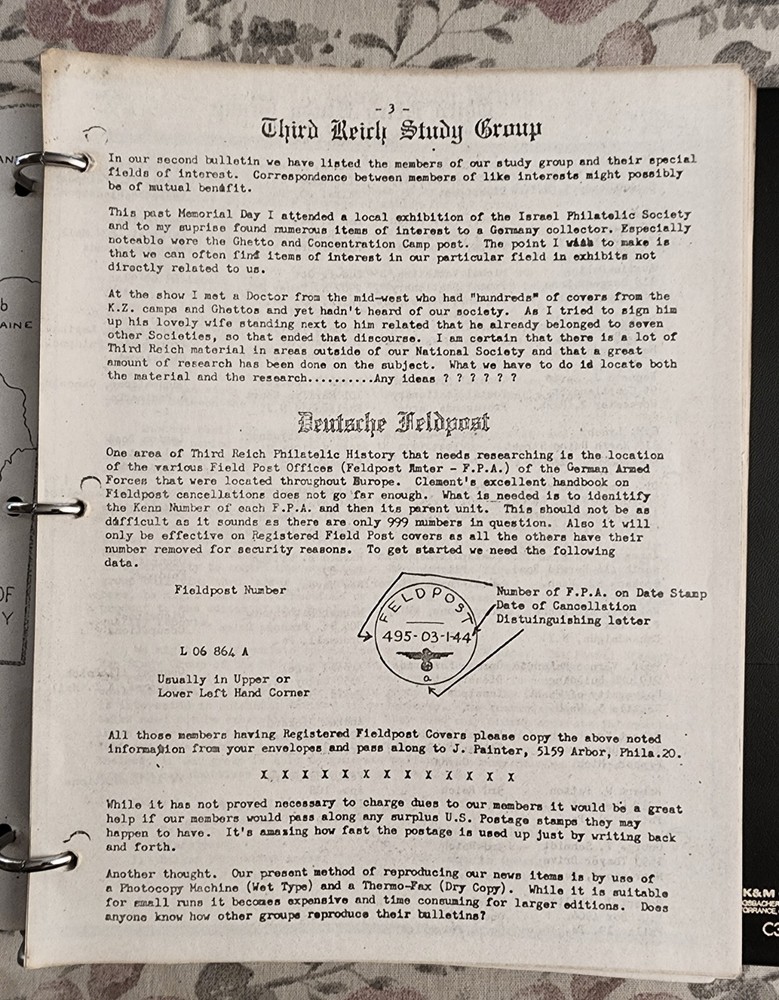 - 3 -
Third Reich Study Group
In our second bulletin we have listed the members of our study group and their special
fields of interest. Correspondence between members of like interests might possibly
be of mutual benefit.
This past Memorial Day I attended a local exhibition of the Israel Philatelic Society
and to my suprise found numerous items of interest to a Germany collector. Especially
noteable were the Ghetto and Concentration Camp post. The point I wish to make is
that we can often find items of interest in our particular field in exhibits not
directly related to us.
At the show I met a Doctor from the mid-west who had "hundreds" of covers from the
K.Z. camps and Ghettos and yet hadn't heard of our society. As I tried to sign him
up his lovely wife standing next to him related that he already belonged to seven
other Societies, so that ended that discourse. I am certain that there is a lot of
Third Reich material in areas outside of our National Society and that a great
amount of research has been done on the subject. What we have to do id locate both
the material and the research..........Any ideas ? ? ? ? ? ?
Deutsche Feldpost
One area of Third Reich Philatelic History that needs researching is the location
of the various Field Post Offices (Feldpost Amter - F.P.A.) of the German Armed
Forces that were located throughout Europe. Clement's excellent handbook on
Fieldpost cancellations does not go far enough. What is needed is to idenitify
the Kenn Number of each F.P.A. and then its parent unit. This should not be as
difficult as it sounds as there are only 999 numbers in question. Also it will
only be effective on Registered Field Post covers as all the others have their
number removed for security reasons. To get started we need the following
data.
Fieldpost Number
L 06 864 A
Usually in Upper or
Lower Left Hand Corner
FELDPOST
495-03-1-44
a
Number of F.P.A. on Date Stamp
Date of Cancellation
Distuinguishing letter
All those members having Registered Fieldpost Covers please copy the above noted
information from your envelopes and pass along to J. Painter, 5159 Arbor, Phila.20.
X X X X X X X X X X X X X
While it has not proved necessary to charge dues to our members it would be a great
help if our members would pass along any surplus U.S. Postage stamps they may
happen to have. It's amazing how fast the postage is used up just by writing back
and forth.
Another thought. Our present method of reproducing our news items is by use of
a Photocopy Machine (Wet Type) and a Thermo-Fax (Dry Copy). While it is suitable
for small runs it becomes expensive and time consuming for larger editions. Does
anyone know how other groups reproduce their bulletins?
AINE
OF
Y
K&M
C3